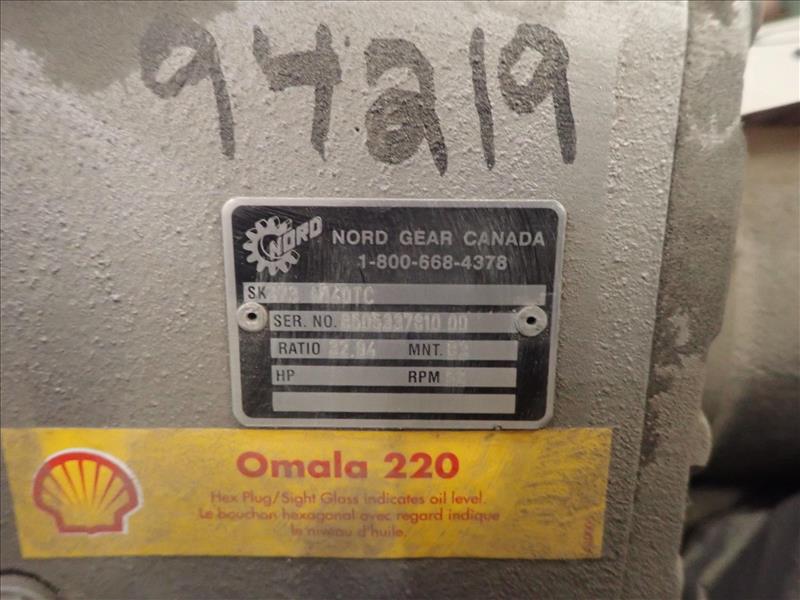 94219
NORD
NORD GEAR CANADA
1-800-668-4378
SK
SER. NO.
RATIO MNT.
HP RPM
Omala 220
Hex Plug/Sight Glass indicates oil level.
Le bouchon hexagonal avec regard indique
le niveau d'huile.